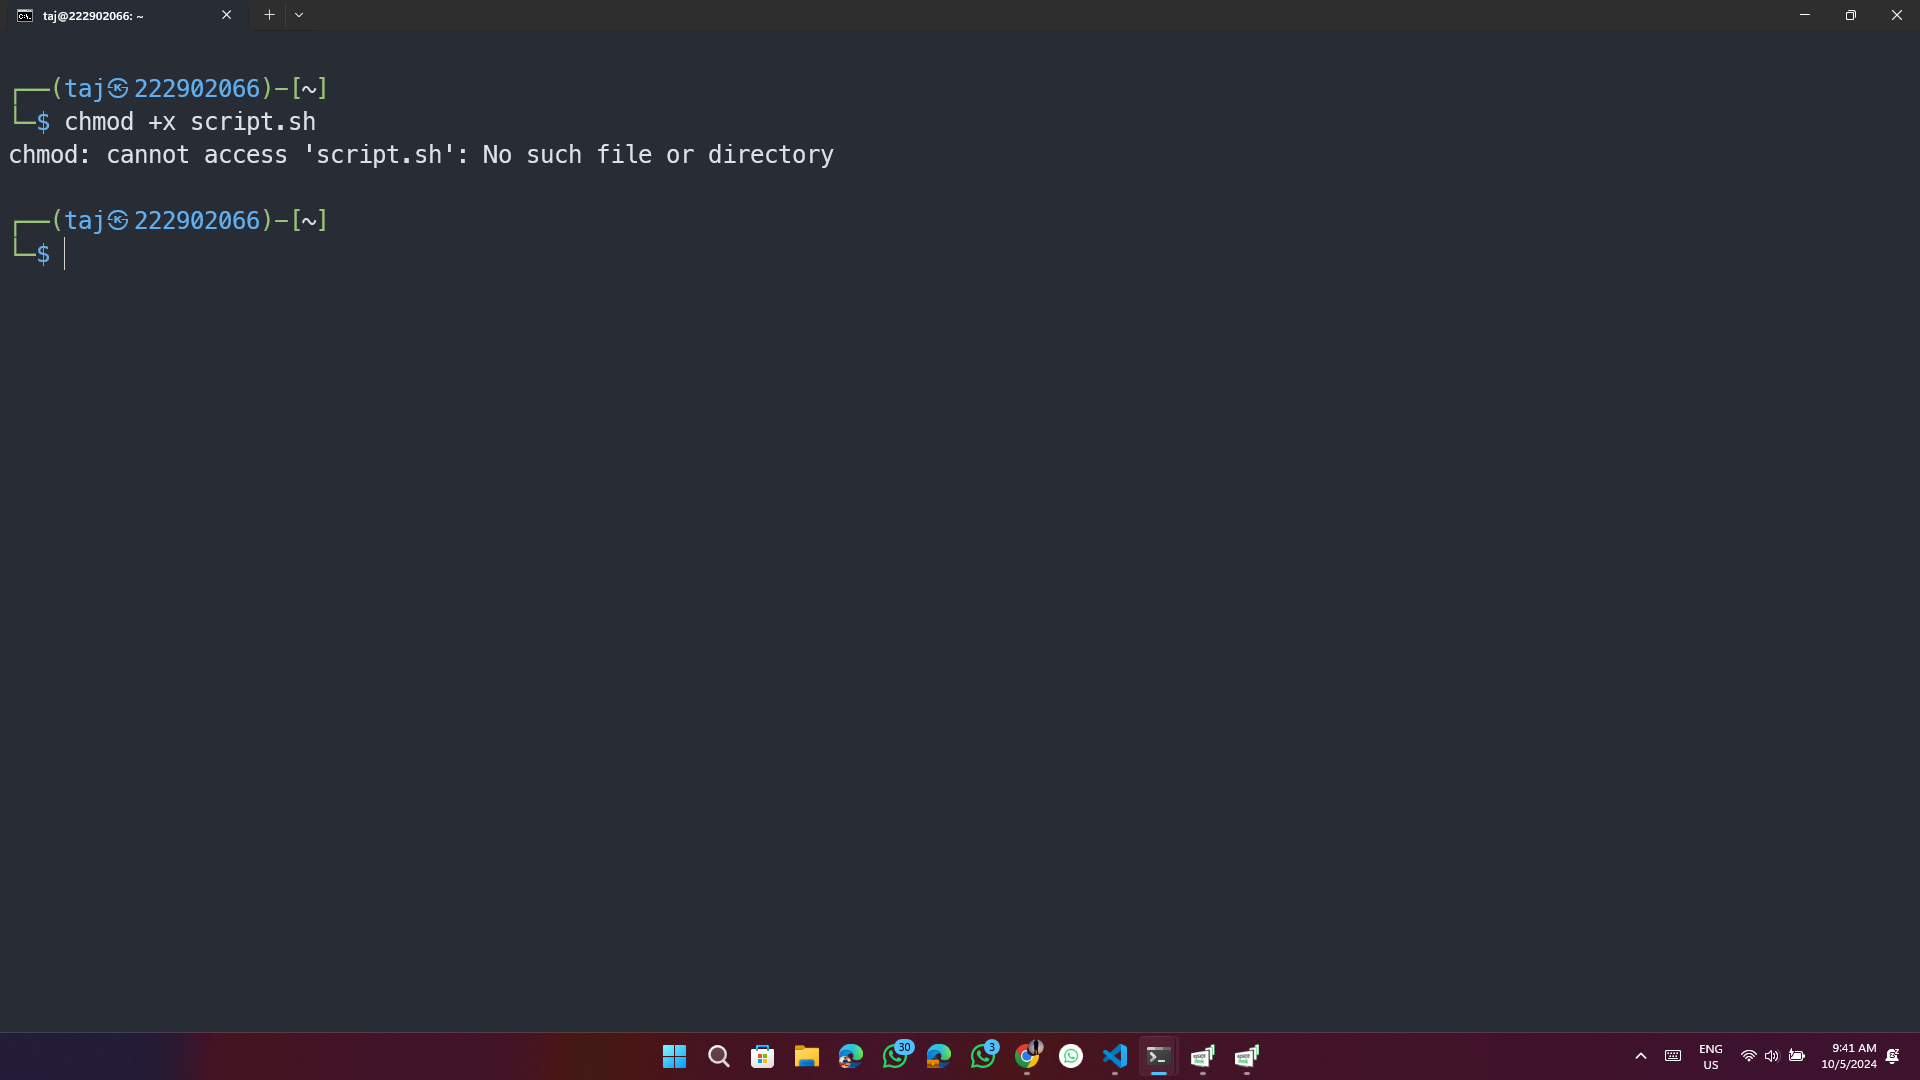 taj@222902066: ~
┌──(taj㉿222902066)-[~]
└─$ chmod +x script.sh
chmod: cannot access 'script.sh': No such file or directory
┌──(taj㉿222902066)-[~]
└─$
30
3
ENG
US
9:41 AM
10/5/2024